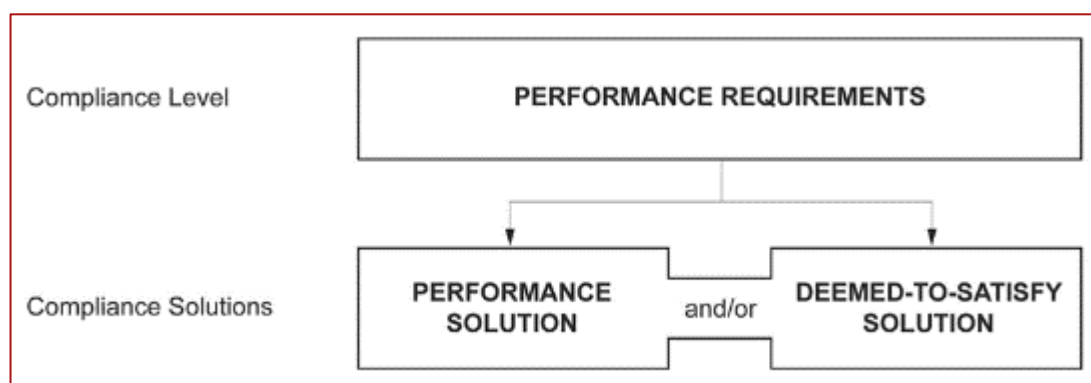 Compliance Level
PERFORMANCE REQUIREMENTS
Compliance Solutions
PERFORMANCE
SOLUTION
and/or
DEEMED-TO-SATISFY
SOLUTION